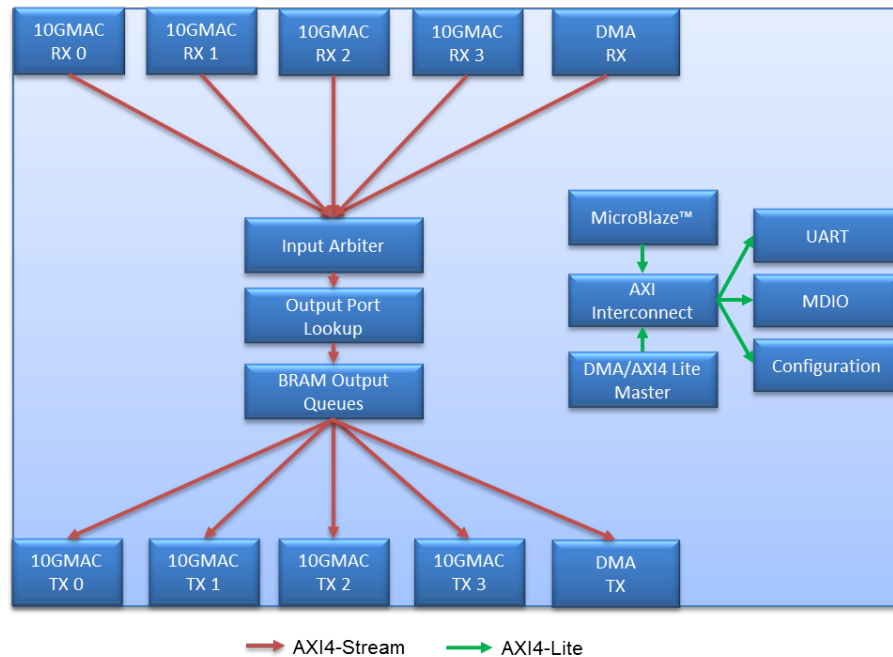 10GMAC
RX 0
10GMAC
RX 1
10GMAC
RX 2
10GMAC
RX 3
DMA
RX
Input Arbiter
Output Port
Lookup
BRAM Output
Queues
MicroBlaze™
AXI
Interconnect
DMA/AXI4 Lite
Master
UART
MDIO
Configuration
10GMAC
TX 0
10GMAC
TX 1
10GMAC
TX 2
10GMAC
TX 3
DMA
TX
AXI4-Stream
AXI4-Lite